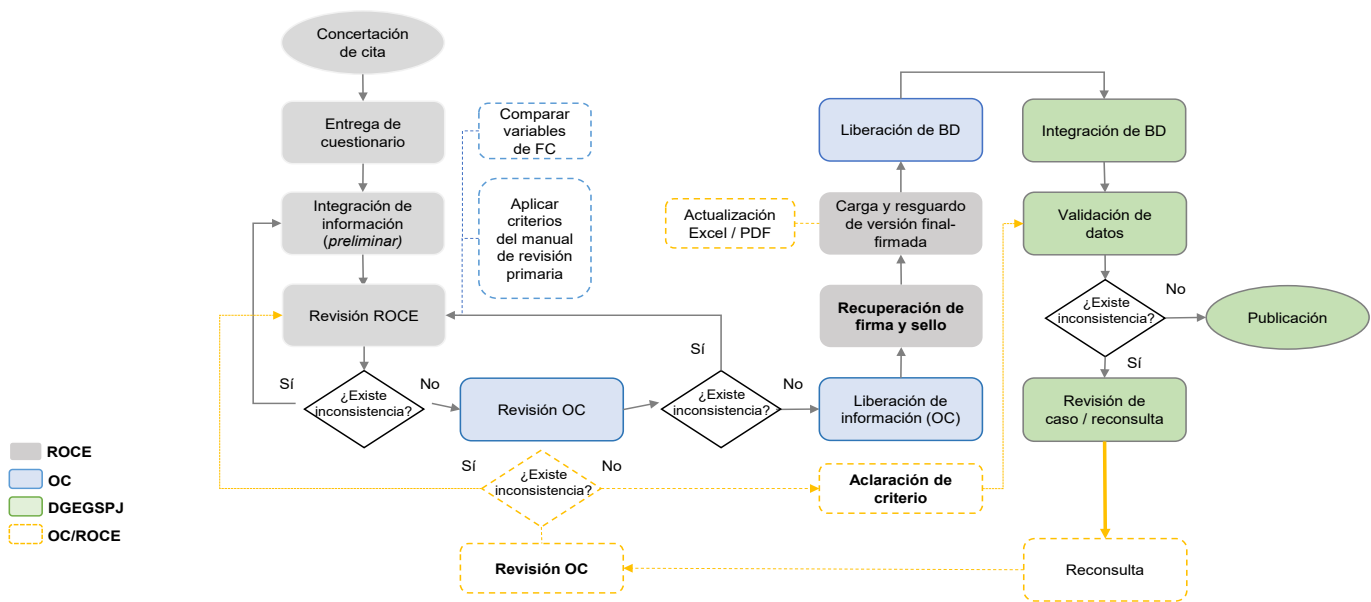 Concertación
de cita
Entrega de
cuestionario
Integración de
información
(preliminar)
Revisión ROCE
¿Existe
inconsistencia?
Sí
No
Comparar
variables
de FC
Aplicar
criterios
del manual
de revisión
primaria
Revisión OC
¿Existe
inconsistencia?
Sí
No
Liberación de
información (OC)
Recuperación de
firma y sello
Carga y resguardo
de versión final-
firmada
Actualización
Excel / PDF
Liberación de BD
Integración de BD
Validación de
datos
¿Existe
inconsistencia?
No
Sí
Publicación
Revisión de
caso / reconsulta
Reconsulta
Revisión OC
¿Existe
inconsistencia?
Sí
No
Aclaración de
criterio
ROCE
OC
DGEGSPJ
OC/ROCE